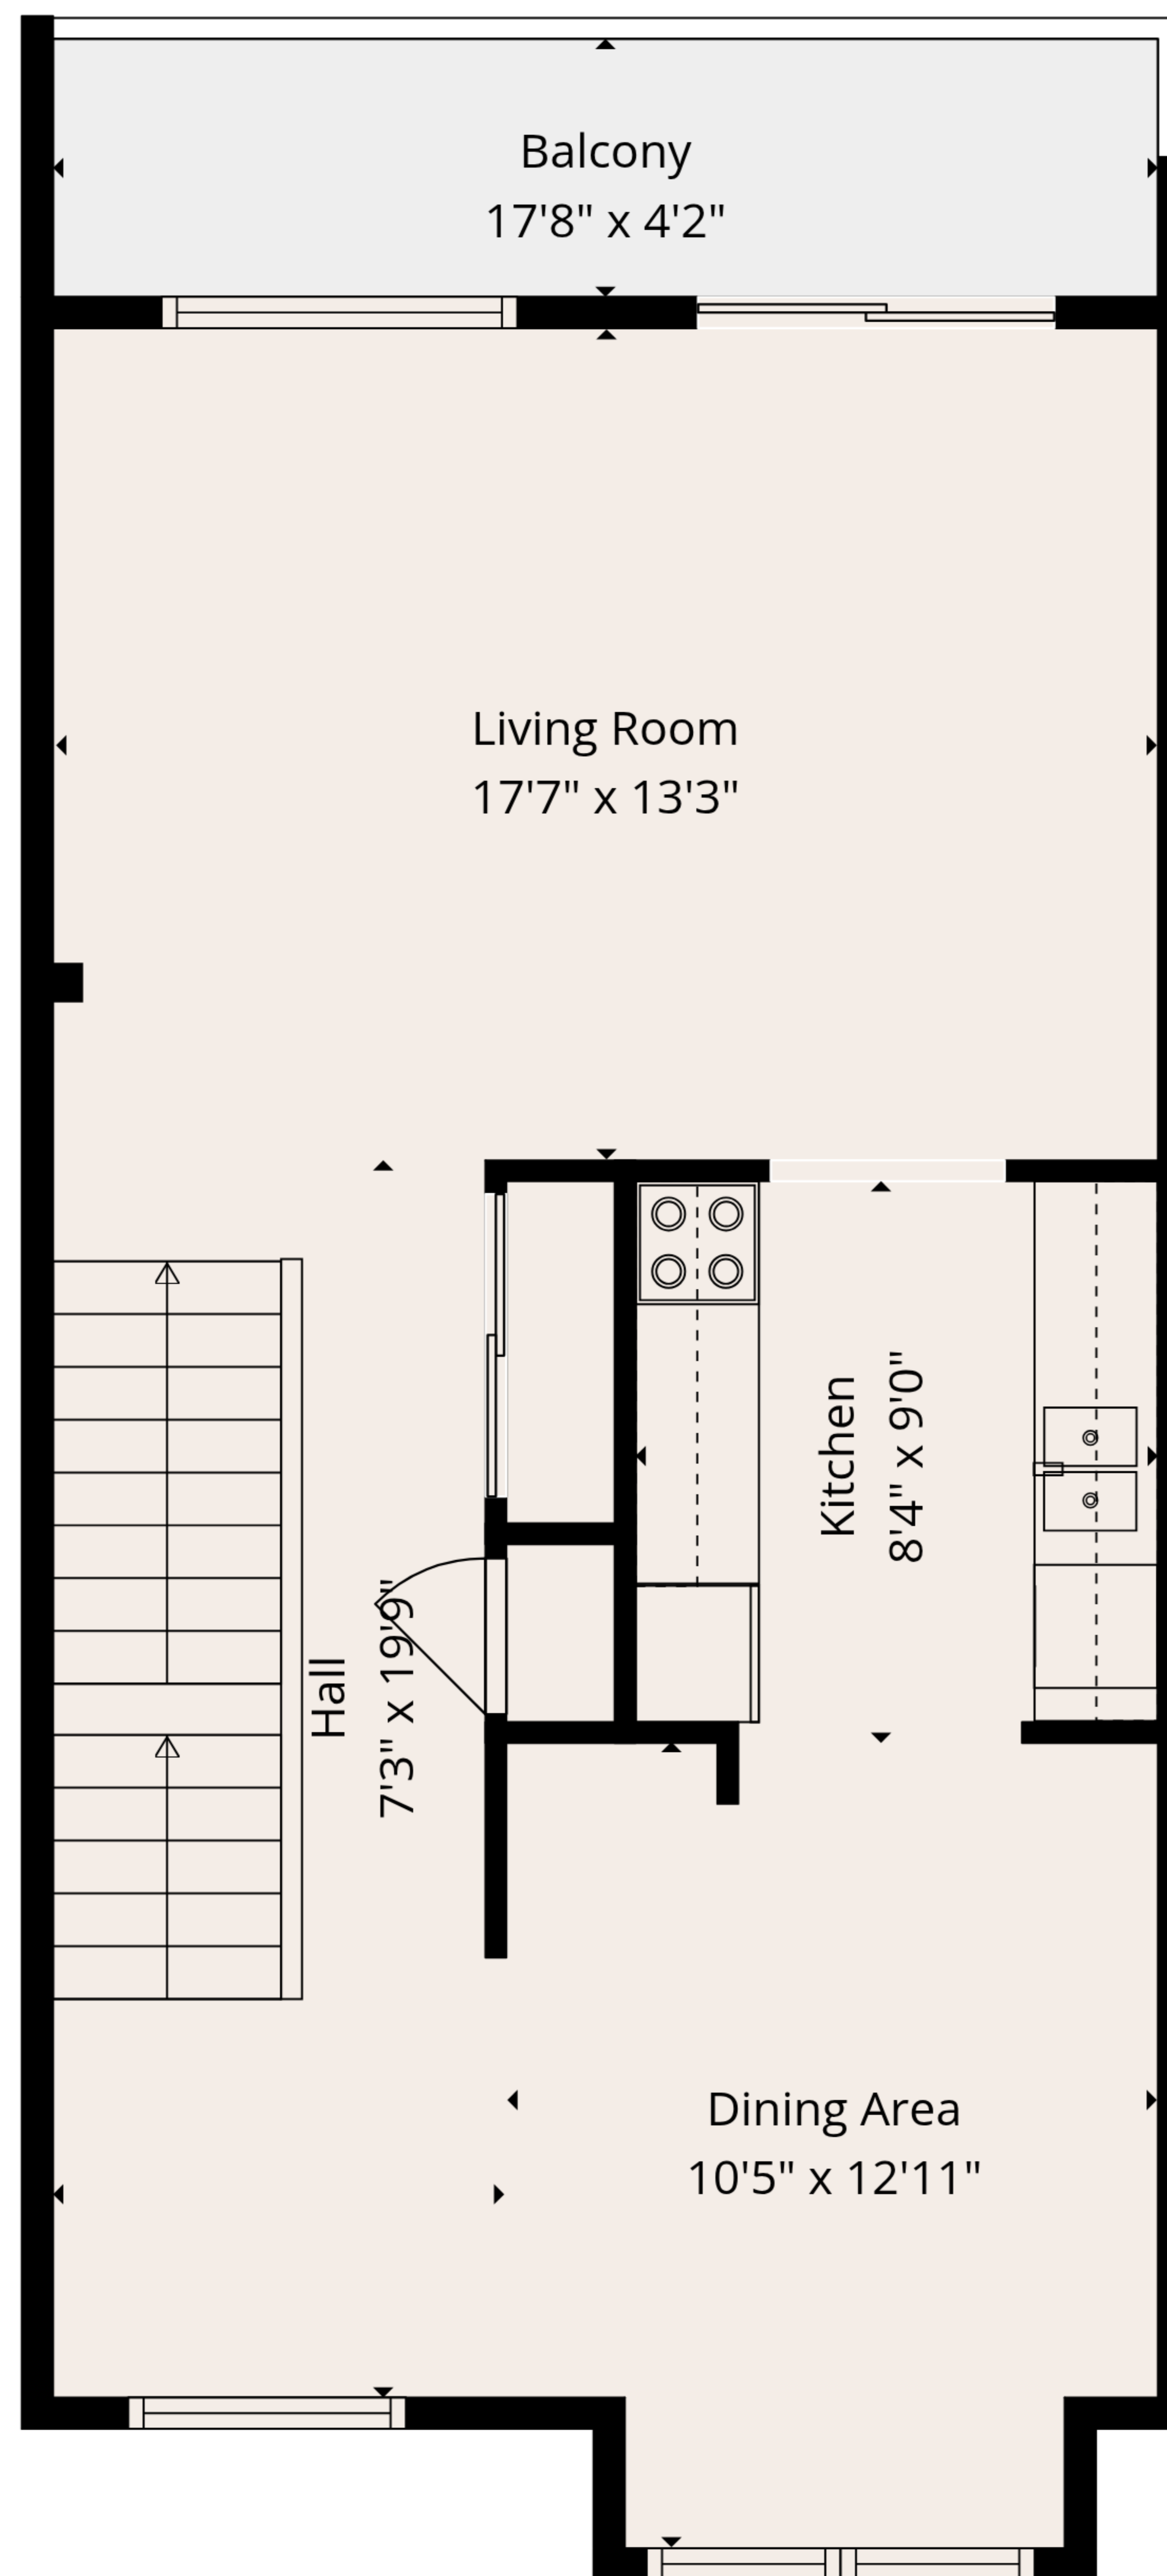 Balcony
17'8" x 4'2"
Living Room
17'7" x 13'3"
Kitchen
8'4" x 9'0"
Hall
7'3" x 19'9"
Dining Area
10'5" x 12'11"